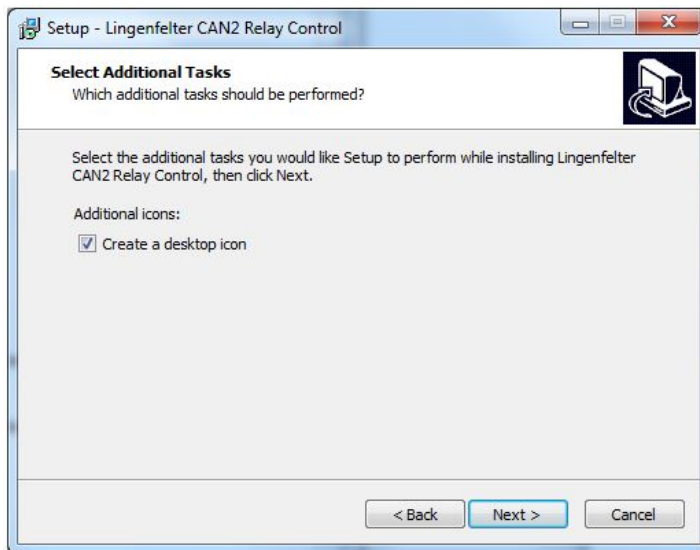 Setup - Lingenfelter CAN2 Relay Control
Select Additional Tasks
Which additional tasks should be performed?
Select the additional tasks you would like Setup to perform while installing Lingenfelter
CAN2 Relay Control, then click Next.
Additional icons:
Create a desktop icon
< Back Next > Cancel